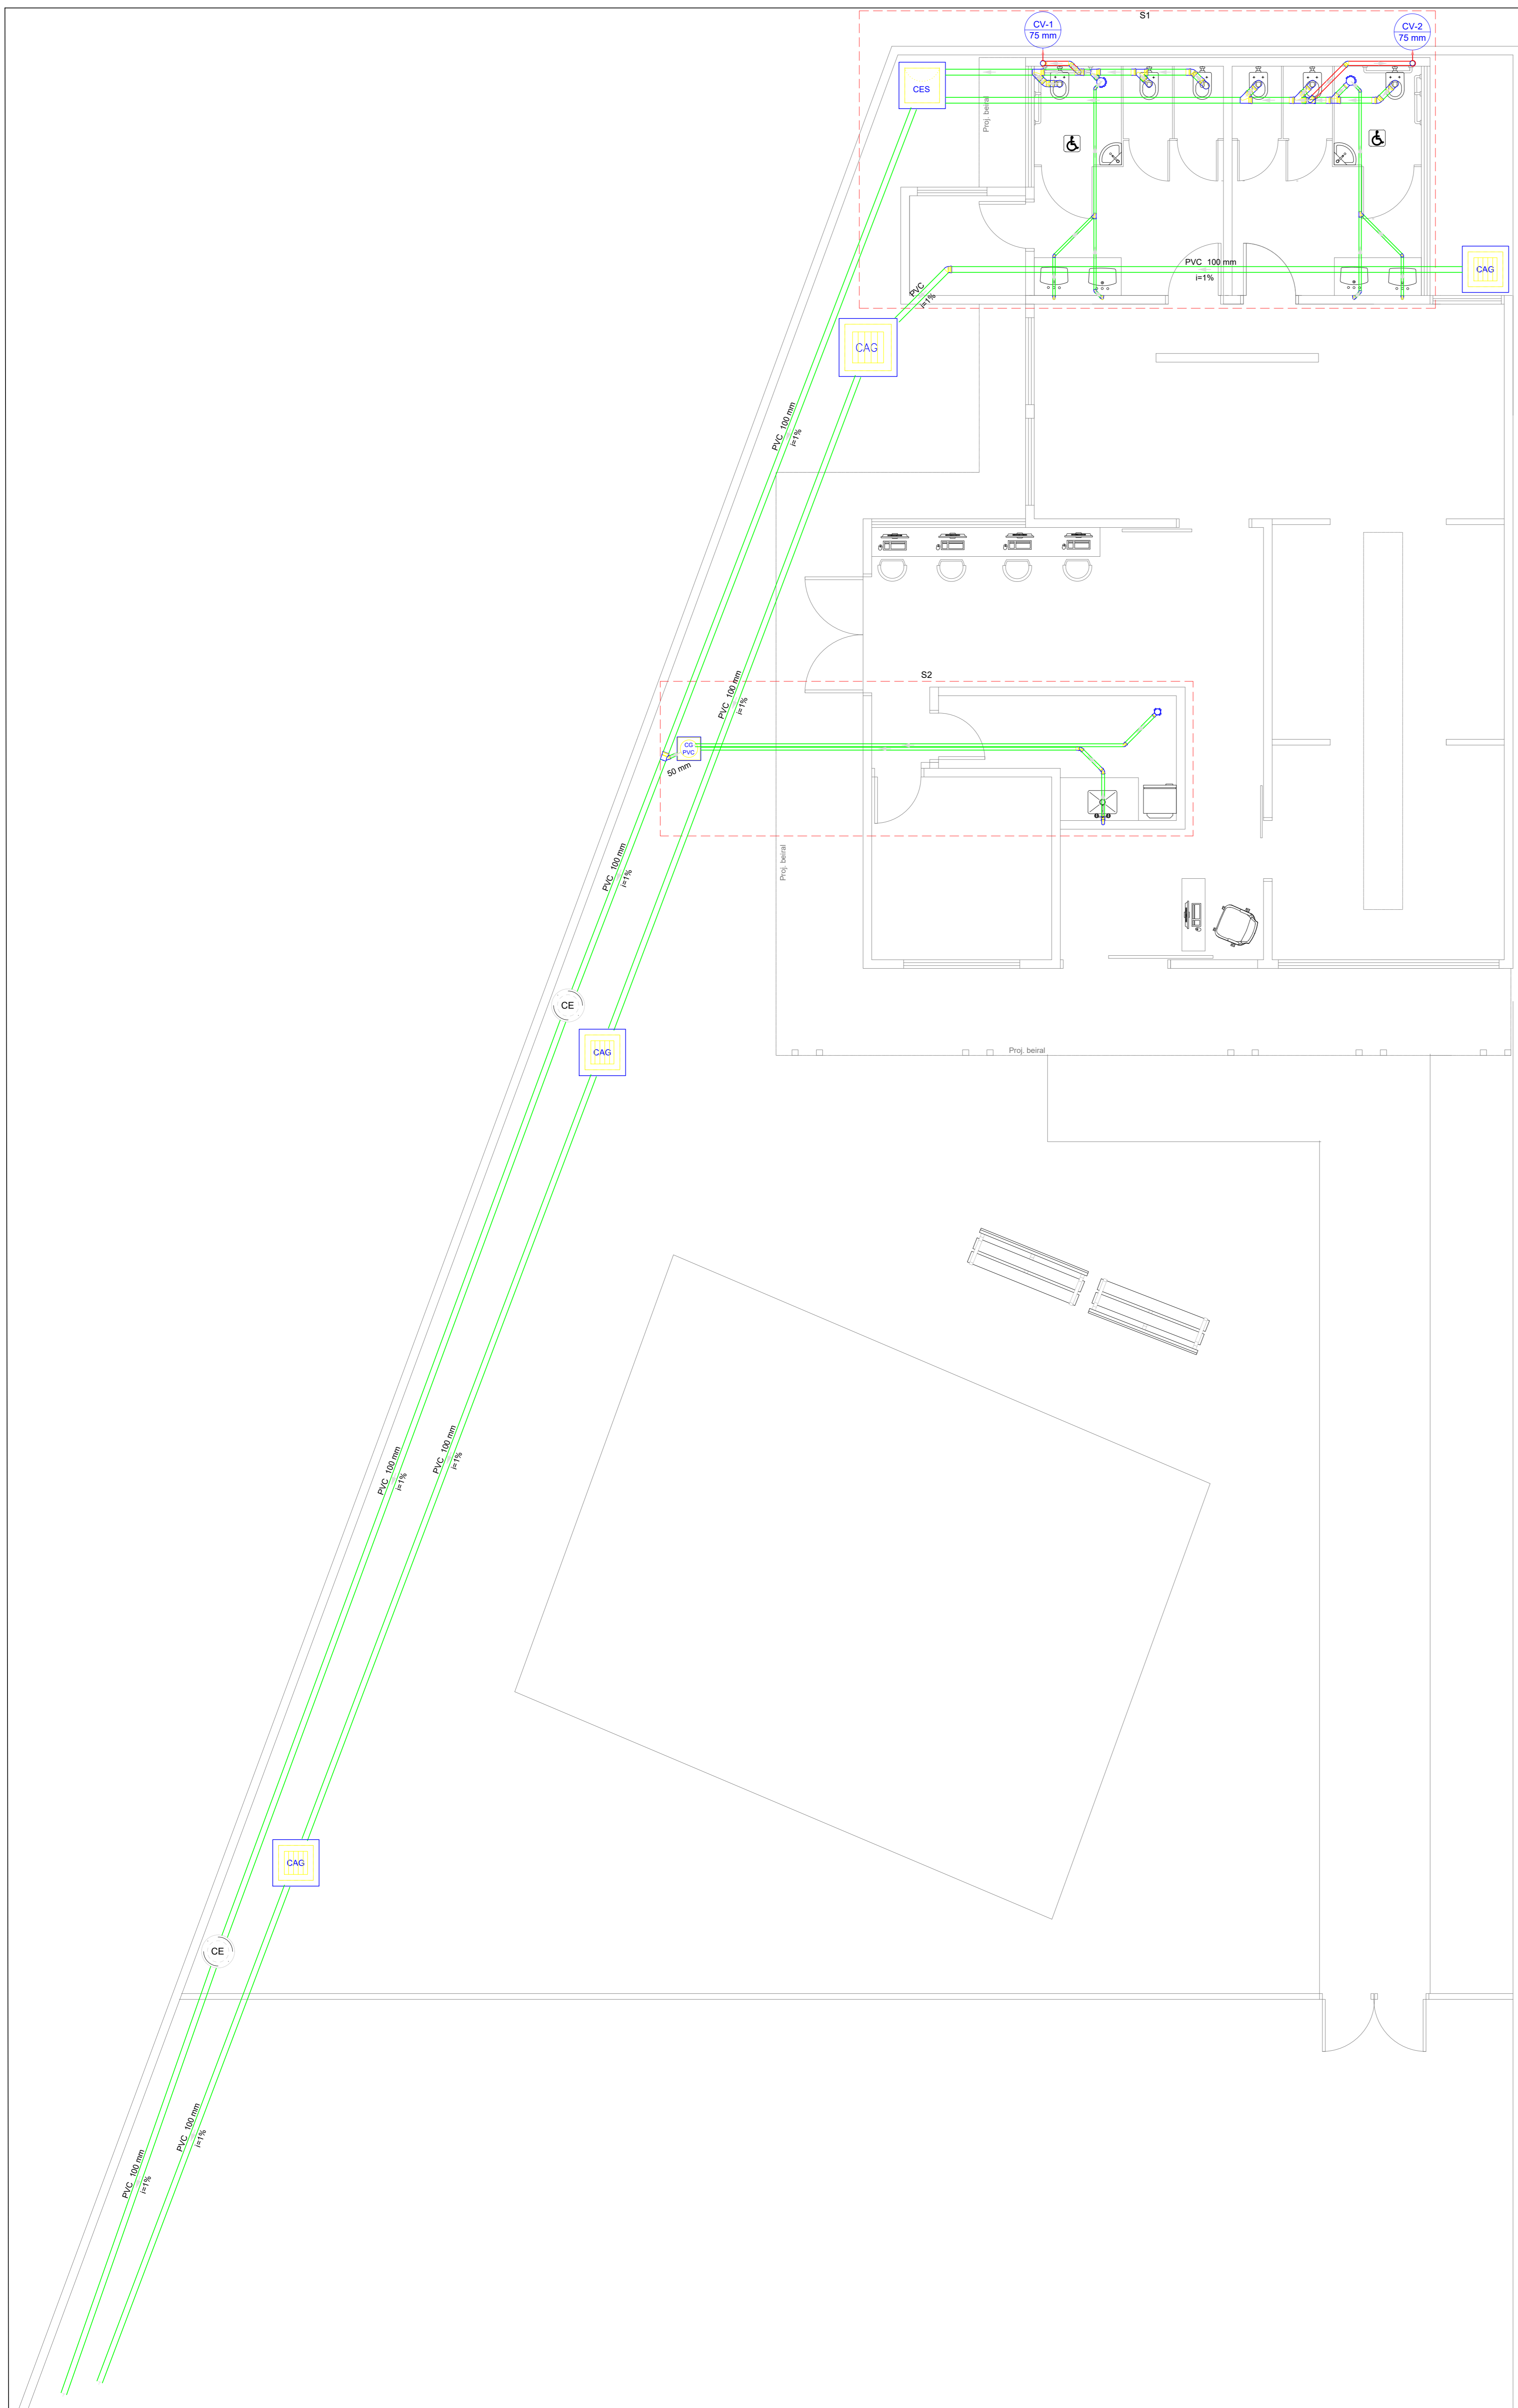 S1
CV-1
75 mm
CV-2
75 mm
CES
Proj. beiral
PVC 100 mm
i=1%
CAG
PVC
i=1%
CAG
PVC 100 mm
i=1%
S2
PVC 100 mm
i=1%
CG
PVC
50 mm
Proj. beiral
PVC 100 mm
i=1%
CE
CAG
Proj. beiral
PVC 100 mm
i=1%
PVC 100 mm
i=1%
CAG
CE
PVC 100 mm
i=1%
PVC 100 mm
i=1%